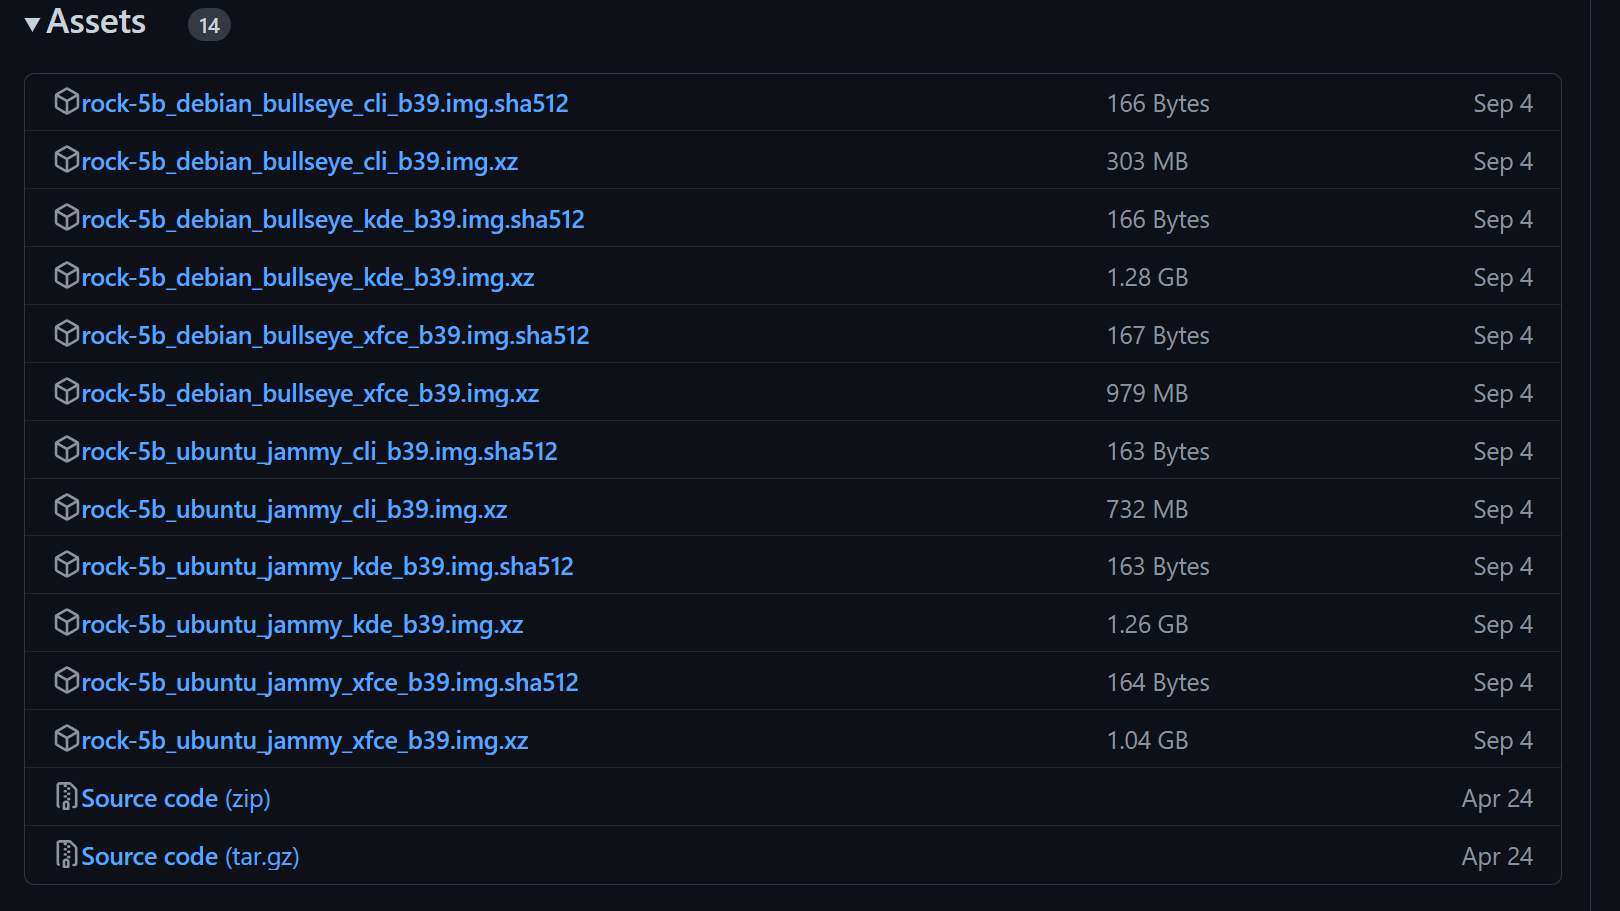 Assets 14
rock-5b_debian_bullseye_cli_b39.img.sha512 166 Bytes Sep 4
rock-5b_debian_bullseye_cli_b39.img.xz 303 MB Sep 4
rock-5b_debian_bullseye_kde_b39.img.sha512 166 Bytes Sep 4
rock-5b_debian_bullseye_kde_b39.img.xz 1.28 GB Sep 4
rock-5b_debian_bullseye_xfce_b39.img.sha512 167 Bytes Sep 4
rock-5b_debian_bullseye_xfce_b39.img.xz 979 MB Sep 4
rock-5b_ubuntu_jammy_cli_b39.img.sha512 163 Bytes Sep 4
rock-5b_ubuntu_jammy_cli_b39.img.xz 732 MB Sep 4
rock-5b_ubuntu_jammy_kde_b39.img.sha512 163 Bytes Sep 4
rock-5b_ubuntu_jammy_kde_b39.img.xz 1.26 GB Sep 4
rock-5b_ubuntu_jammy_xfce_b39.img.sha512 164 Bytes Sep 4
rock-5b_ubuntu_jammy_xfce_b39.img.xz 1.04 GB Sep 4
Source code (zip) Apr 24
Source code (tar.gz) Apr 24